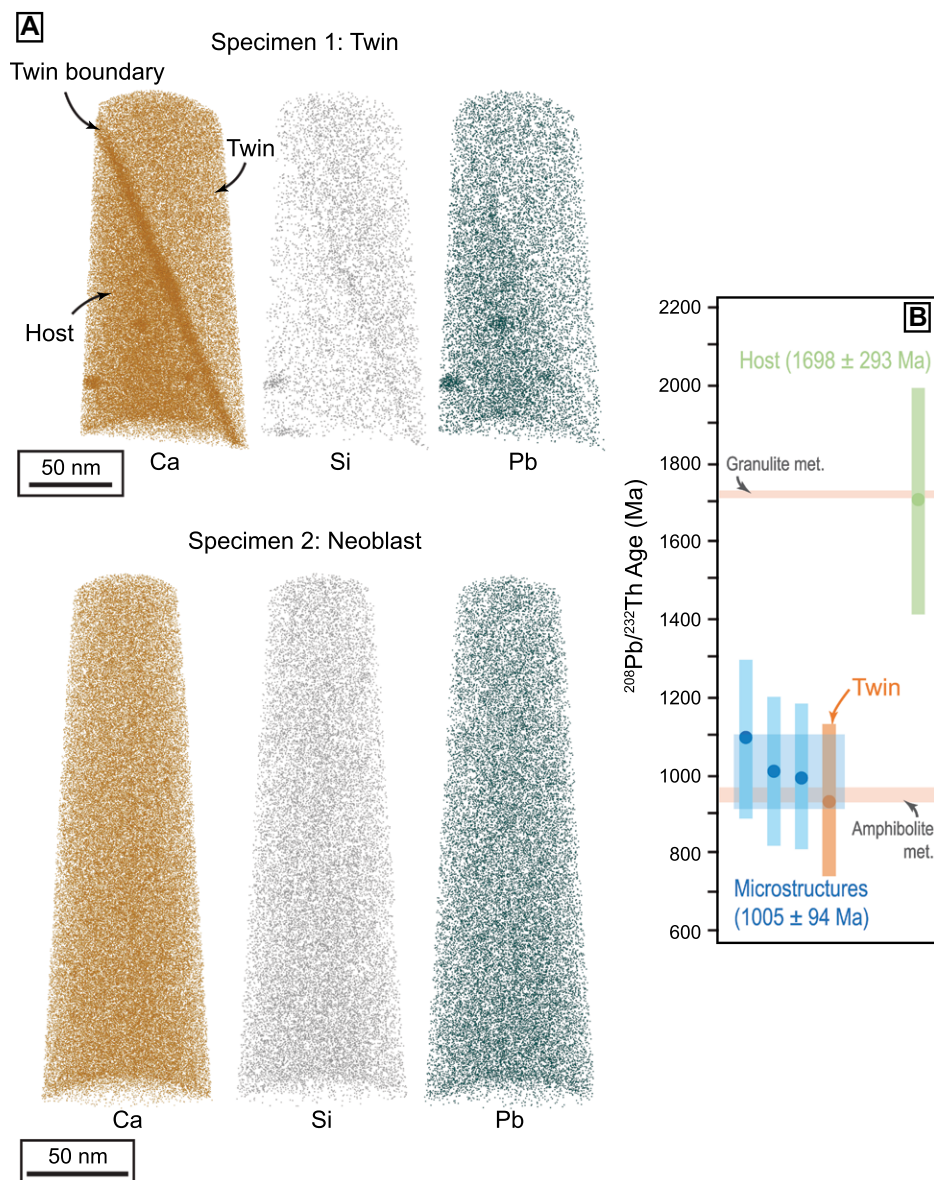 A
Specimen 1: Twin
Twin boundary
Twin
Host
Ca
Si
Pb
50 nm
Specimen 2: Neoblast
Ca
Si
Pb
50 nm
B
²⁰⁸Pb/²³²Th Age (Ma)
2200
2000
1800
1600
1400
1200
1000
800
600
Host (1698 ± 293 Ma)
Granulite met.
Twin
Amphibolite
met.
Microstructures
(1005 ± 94 Ma)